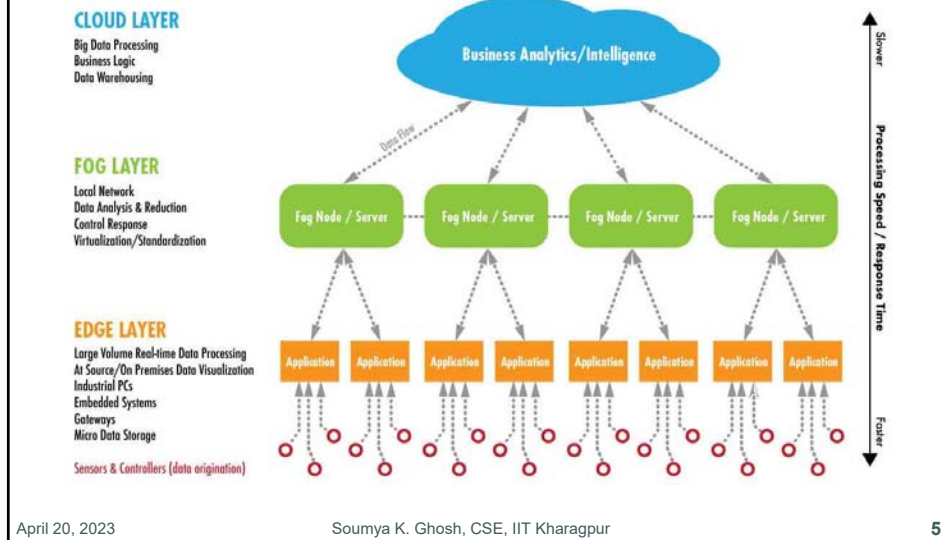 CLOUD LAYER
Big Data Processing
Business Logic
Data Warehousing
Business Analytics/Intelligence
Slower
Data Flow
FOG LAYER
Local Network
Data Analysis & Reduction
Control Response
Virtualization/Standardization
Fog Node / Server
Fog Node / Server
Fog Node / Server
Fog Node / Server
Processing Speed / Response Time
EDGE LAYER
Large Volume Real-time Data Processing
At Source/On Premises Data Visualization
Industrial PCs
Embedded Systems
Gateways
Micro Data Storage
Application
Application
Application
Application
Application
Application
Application
Application
Faster
Sensors & Controllers (data origination)
April 20, 2023
Soumya K. Ghosh, CSE, IIT Kharagpur
5